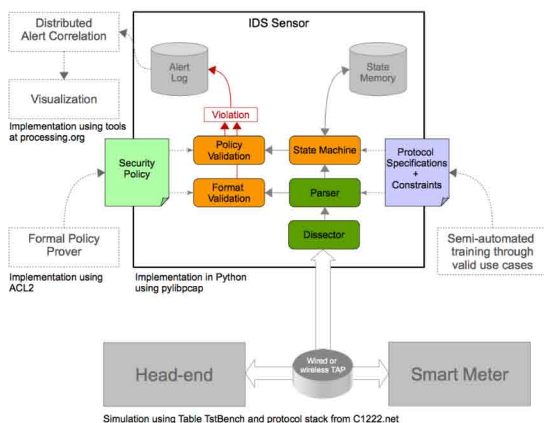 IDS Sensor
Distributed
Alert Correlation
Alert
Log
State
Memory
Visualization
Implementation using tools
at processing.org
Violation
Security
Policy
Policy
Validation
State Machine
Protocol
Specifications
+
Constraints
Format
Validation
Parser
Dissector
Formal Policy
Prover
Semi-automated
training through
valid use cases
Implementation using
ACL2
Implementation in Python
using pylibpcap
Wired or
wireless TAP
Head-end
Smart Meter
Simulation using Table TstBench and protocol stack from C1222.net